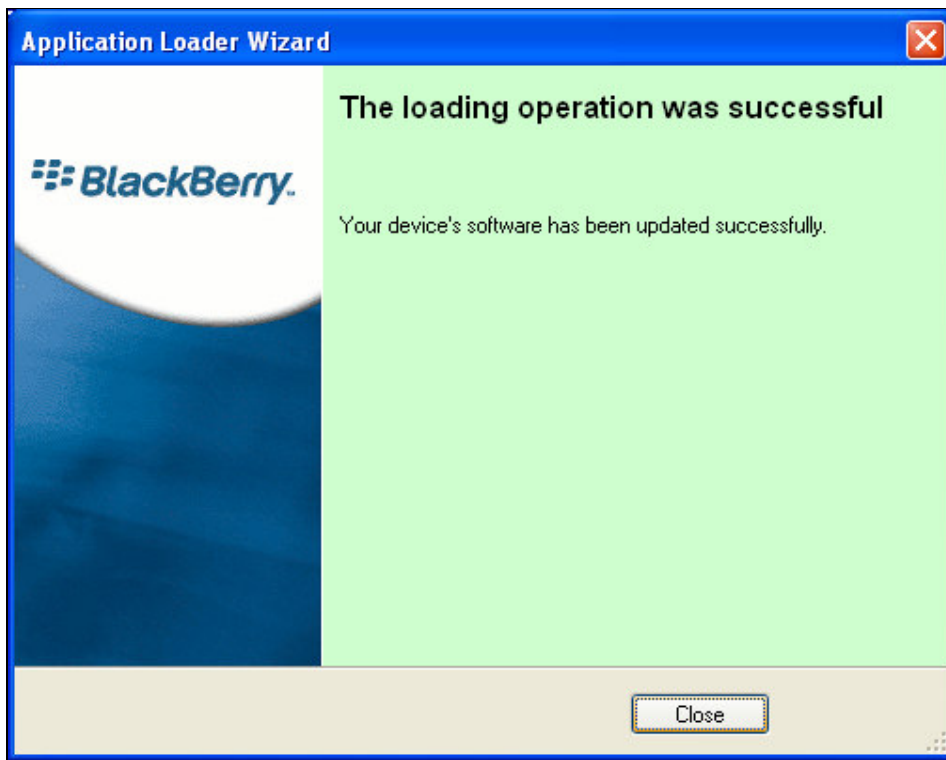 Application Loader Wizard
The loading operation was successful
BlackBerry.
Your device's software has been updated successfully.
Close